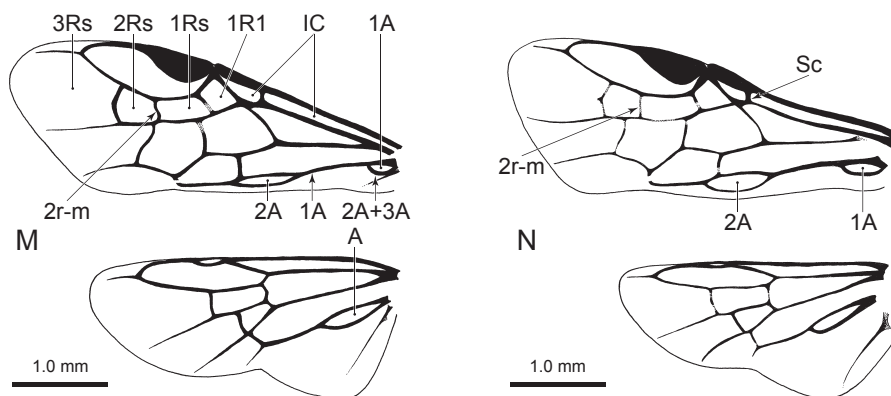 3Rs 2Rs 1Rs 1R1 IC 1A
Sc
2r-m
2r-m 2A 1A 2A+3A
2A 1A
M A N
1.0 mm 1.0 mm